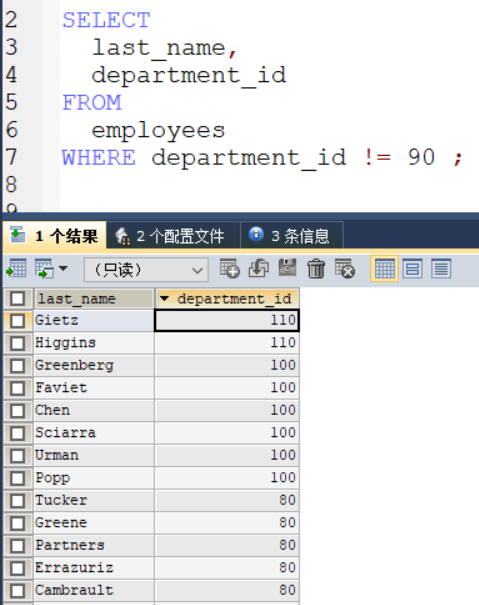 2 SELECT
3 last_name,
4 department_id
5 FROM
6 employees
7 WHERE department_id != 90 ;
8
9
1 个结果 2 个配置文件 3 条信息
(只读)
last_name department_id
Gietz 110
Higgins 110
Greenberg 100
Faviet 100
Chen 100
Sciarra 100
Urman 100
Popp 100
Tucker 80
Greene 80
Partners 80
Errazuriz 80
Cambrault 80